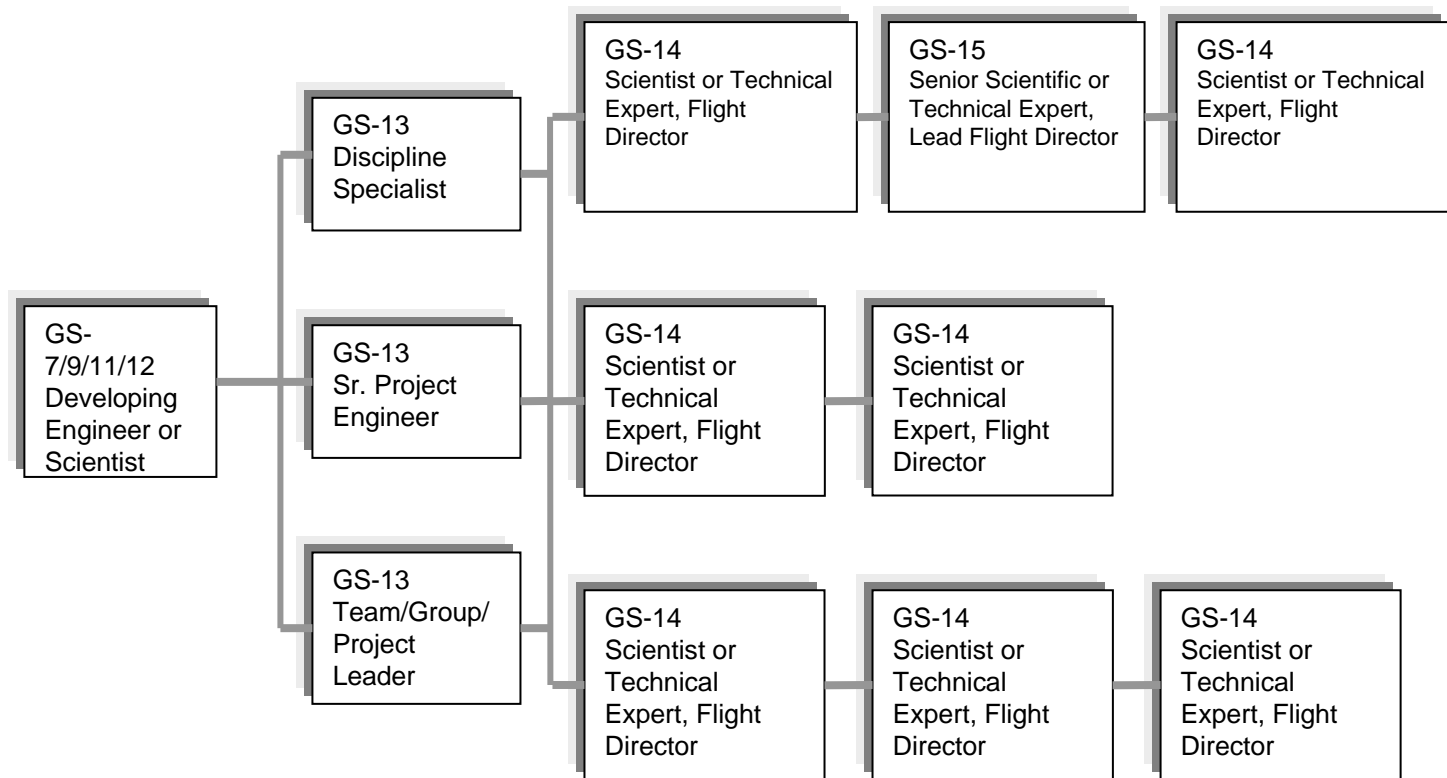 GS-
7/9/11/12
Developing
Engineer or
Scientist
GS-13
Discipline
Specialist
GS-13
Sr. Project
Engineer
GS-13
Team/Group/
Project
Leader
GS-14
Scientist or Technical
Expert, Flight
Director
GS-15
Senior Scientific or
Technical Expert,
Lead Flight Director
GS-14
Scientist or Technical
Expert, Flight
Director
GS-14
Scientist or
Technical
Expert, Flight
Director
GS-14
Scientist or
Technical
Expert, Flight
Director
GS-14
Scientist or
Technical
Expert, Flight
Director
GS-14
Scientist or
Technical
Expert, Flight
Director
GS-14
Scientist or
Technical
Expert, Flight
Director